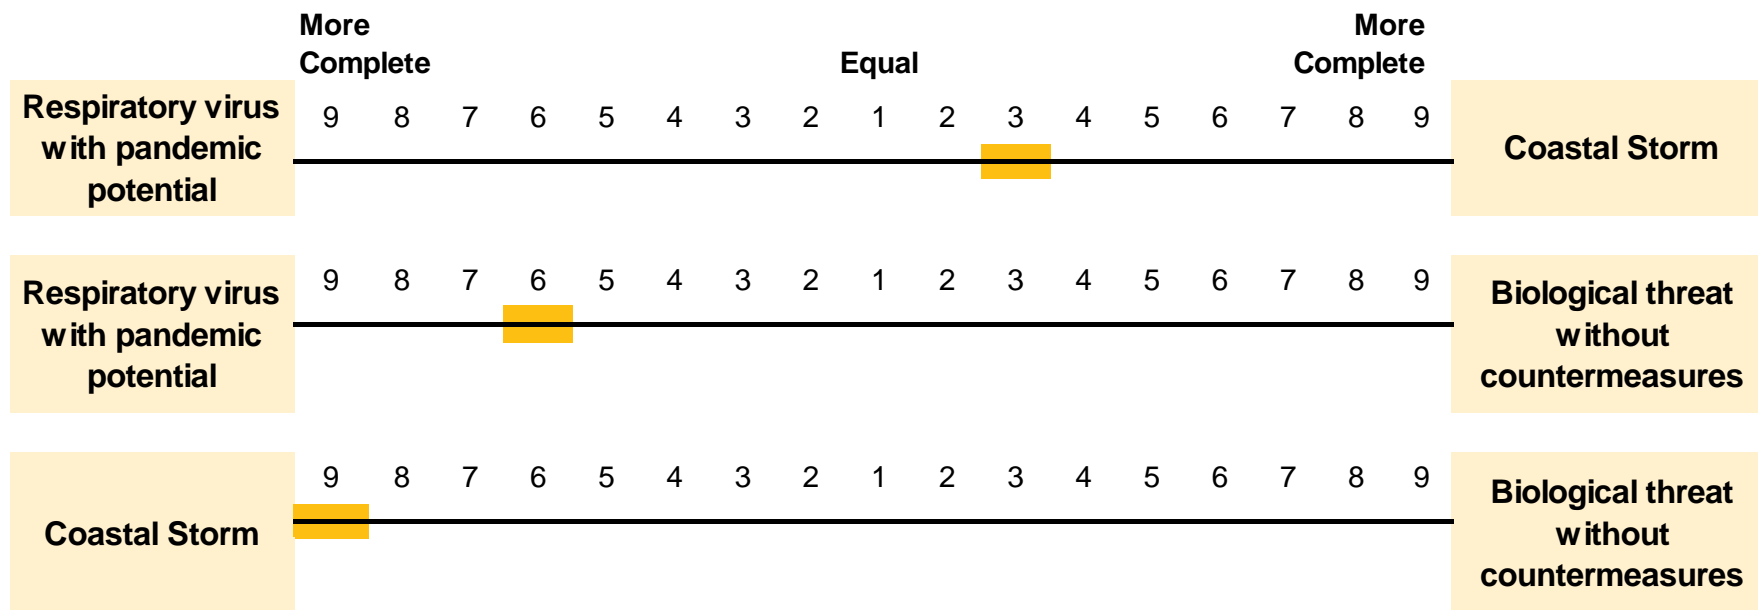 More
Complete
Equal
More
Complete
Respiratory virus
with pandemic
potential
9 8 7 6 5 4 3 2 1 2 3 4 5 6 7 8 9
Coastal Storm
Respiratory virus
with pandemic
potential
9 8 7 6 5 4 3 2 1 2 3 4 5 6 7 8 9
Biological threat
without
countermeasures
Coastal Storm
9 8 7 6 5 4 3 2 1 2 3 4 5 6 7 8 9
Biological threat
without
countermeasures